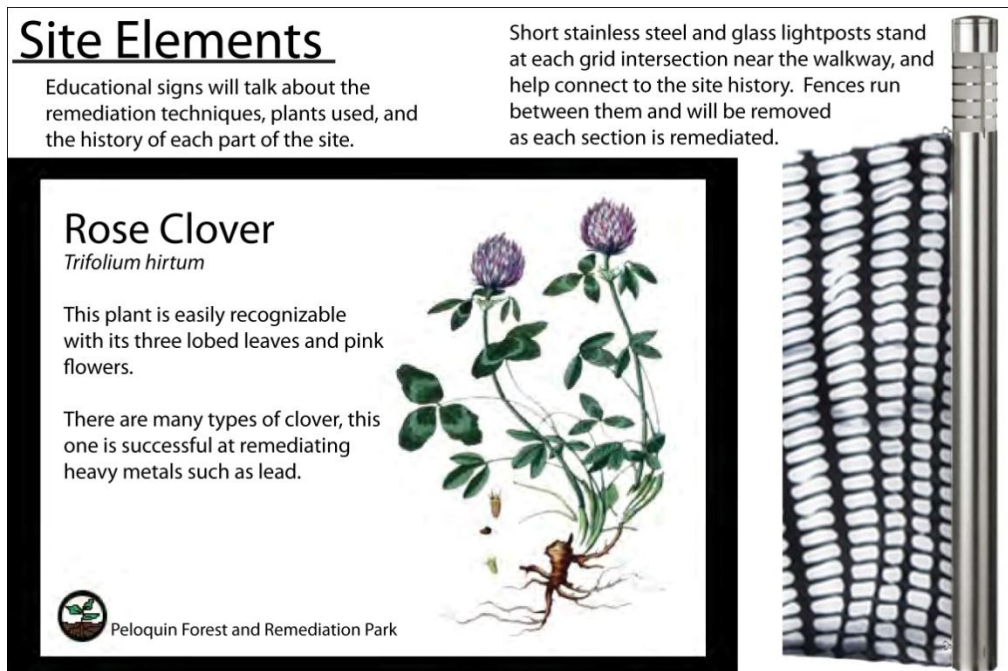 Site Elements
Educational signs will talk about the
remediation techniques, plants used, and
the history of each part of the site.
Short stainless steel and glass lightposts stand
at each grid intersection near the walkway, and
help connect to the site history.  Fences run
between them and will be removed
as each section is remediated.
Rose Clover
Trifolium hirtum
This plant is easily recognizable
with its three lobed leaves and pink
flowers.
There are many types of clover, this
one is successful at remediating
heavy metals such as lead.
Peloquin Forest and Remediation Park